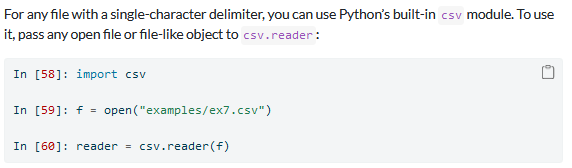 For any file with a single-character delimiter, you can use Python’s built-in csv module. To use
it, pass any open file or file-like object to csv.reader:
In [58]: import csv
In [59]: f = open("examples/ex7.csv")
In [60]: reader = csv.reader(f)